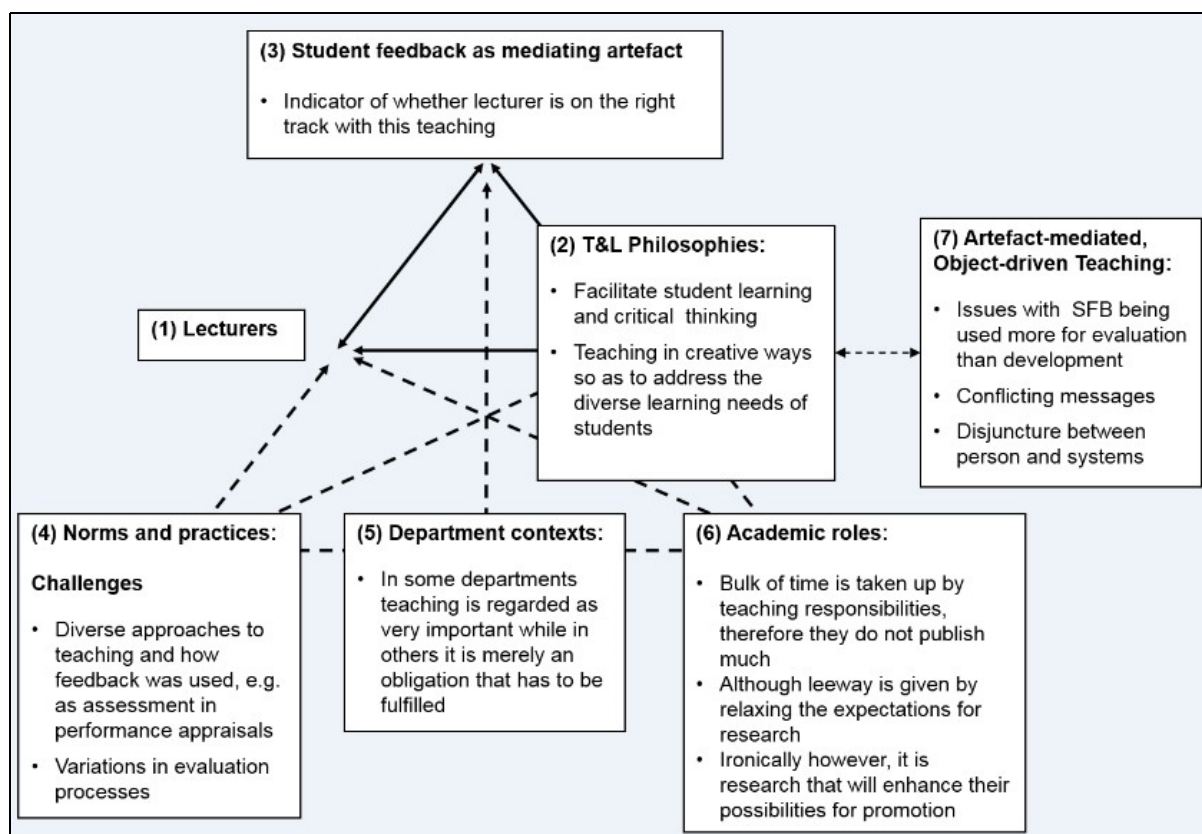 (3) Student feedback as mediating artefact
• Indicator of whether lecturer is on the right
track with this teaching
(1) Lecturers
(2) T&L Philosophies:
• Facilitate student learning
and critical thinking
• Teaching in creative ways
so as to address the
diverse learning needs of
students
(7) Artefact-mediated,
Object-driven Teaching:
• Issues with SFB being
used more for evaluation
than development
• Conflicting messages
• Disjuncture between
person and systems
(4) Norms and practices:
Challenges
• Diverse approaches to
teaching and how
feedback was used, e.g.
as assessment in
performance appraisals
• Variations in evaluation
processes
(5) Department contexts:
• In some departments
teaching is regarded as
very important while in
others it is merely an
obligation that has to be
fulfilled
(6) Academic roles:
• Bulk of time is taken up by
teaching responsibilities,
therefore they do not publish
much
• Although leeway is given by
relaxing the expectations for
research
• Ironically however, it is
research that will enhance their
possibilities for promotion